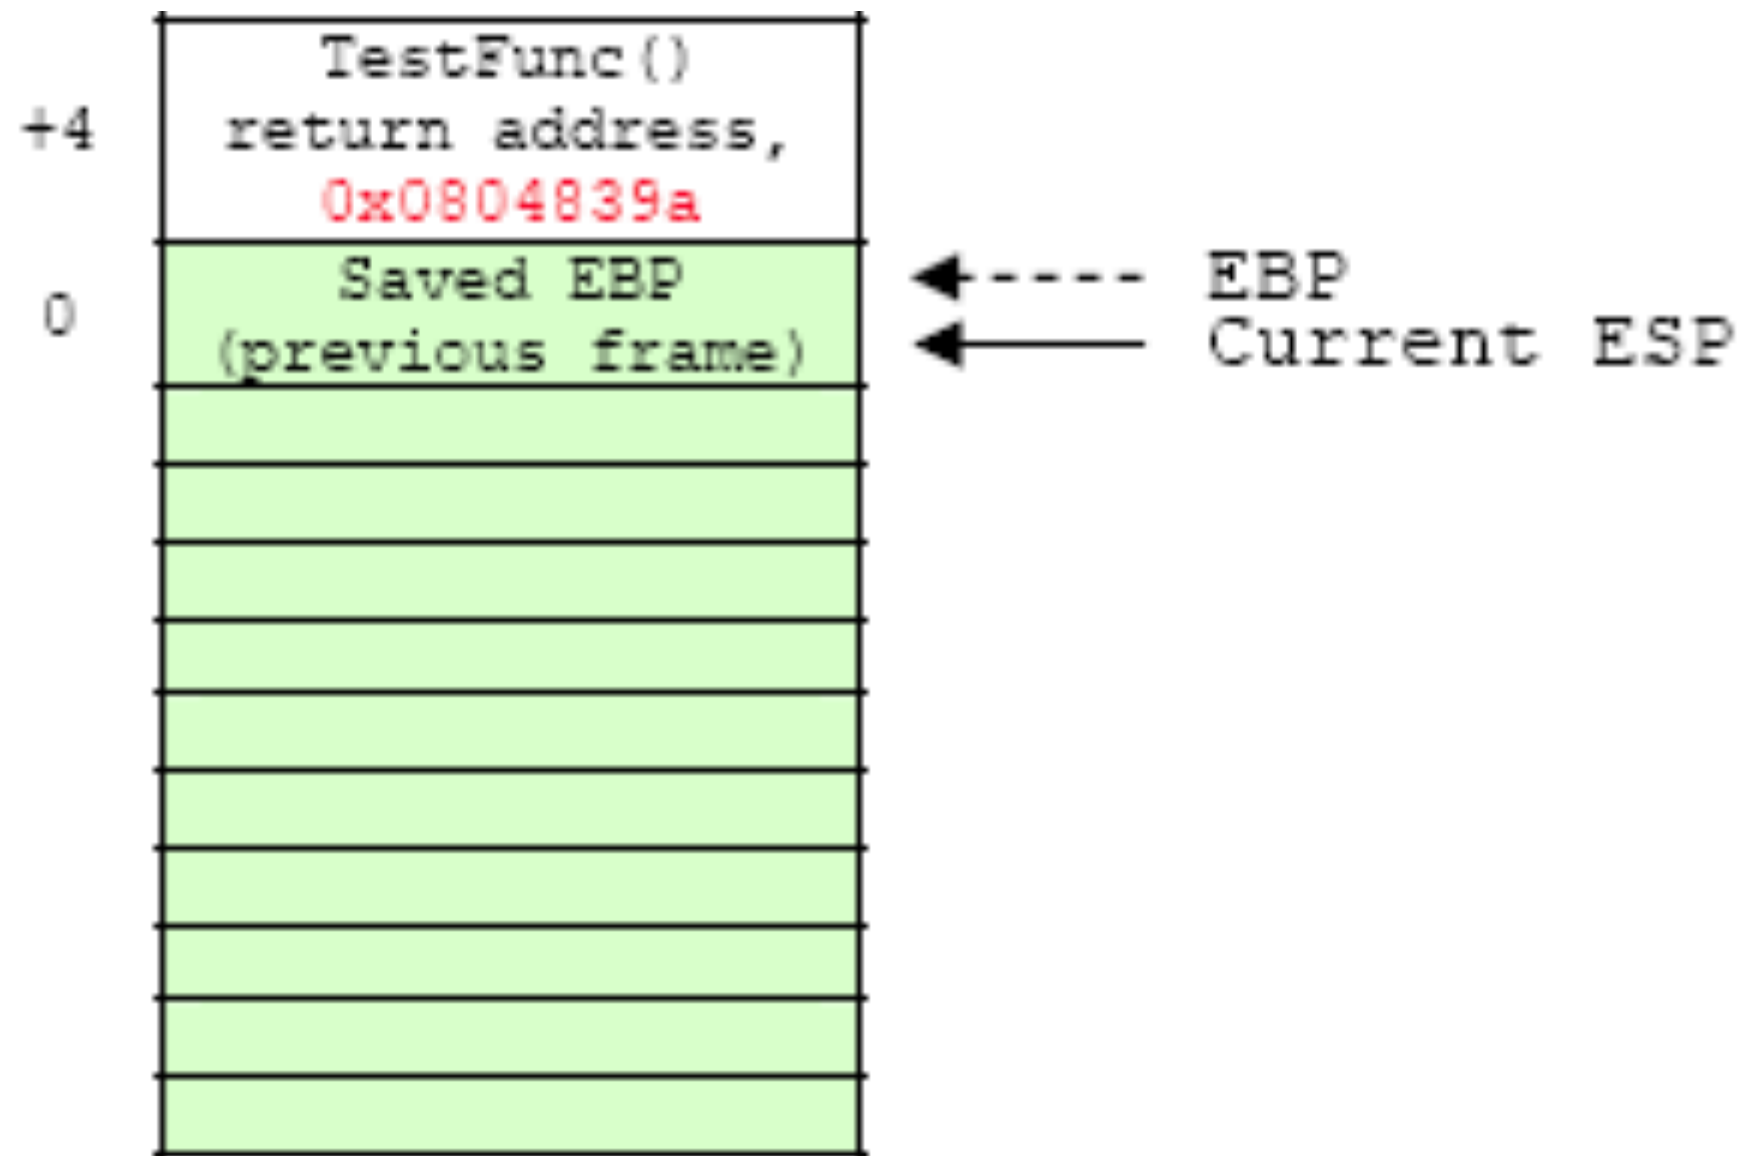 TestFunc()
+4
return address,
0x0804839a
Saved EBP
EBP
0
(previous frame)
Current ESP